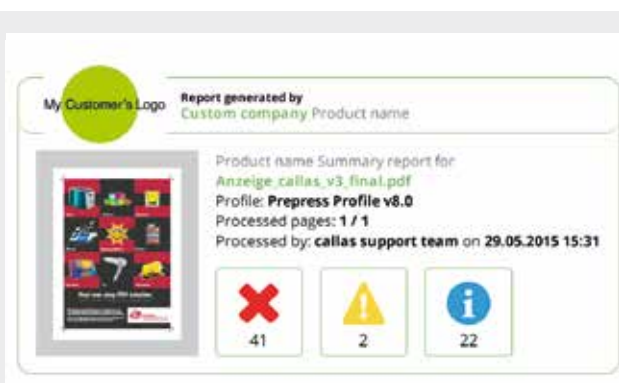 My Customer's Logo
Report generated by
Custom company Product name
Product name Summary report for
Anzeige_callas_v3_final.pdf
Profile: Prepress Profile v8.0
Processed pages: 1 / 1
Processed by: callas support team on 29.05.2015 15:31
41
2
22